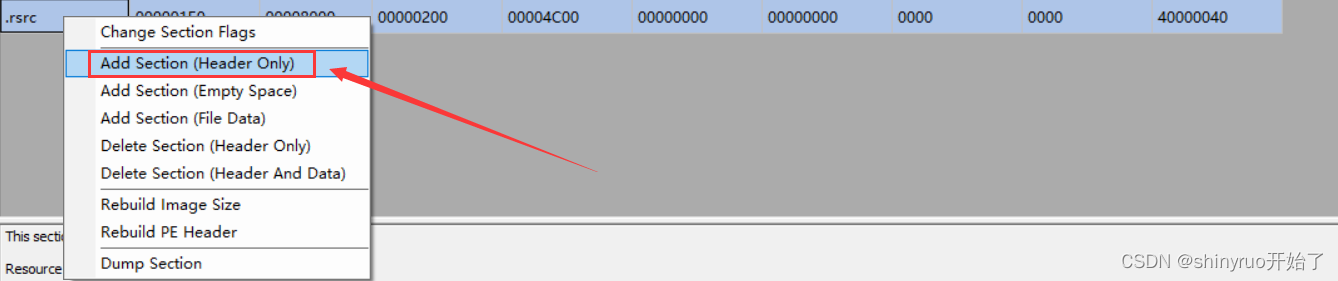 .rsrc 000001E0 00008000 00000200 00004C00 00000000 00000000 0000 0000 40000040
Change Section Flags
Add Section (Header Only)
Add Section (Empty Space)
Add Section (File Data)
Delete Section (Header Only)
Delete Section (Header And Data)
Rebuild Image Size
Rebuild PE Header
This secti
Dump Section
Resource
CSDN @shinyruo开始了